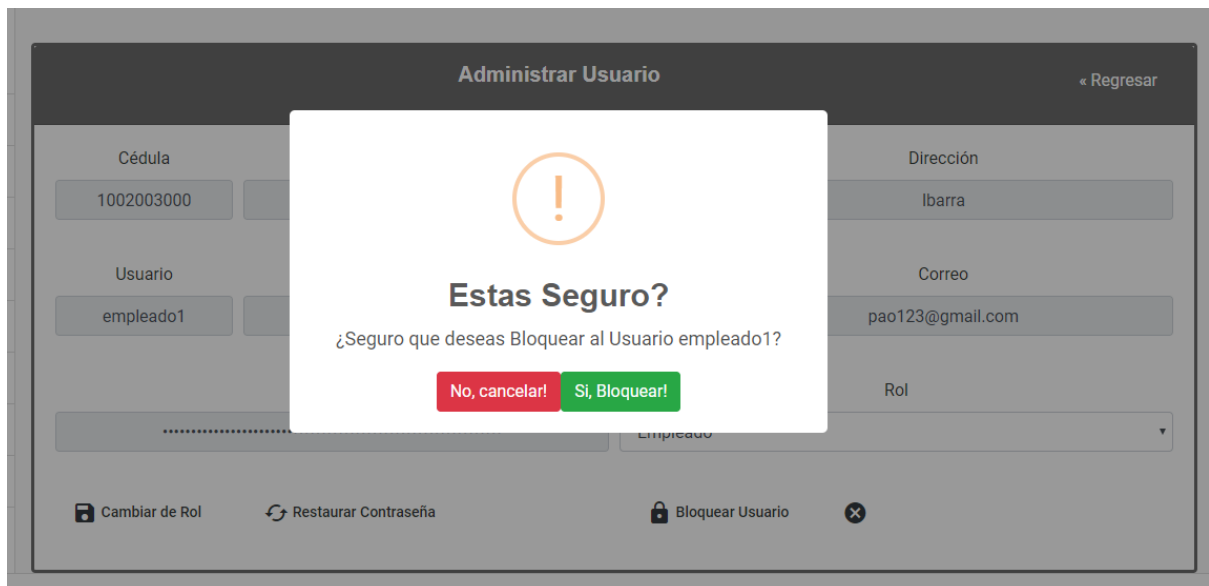 Administrar Usuario
« Regresar
Cédula
Dirección
1002003000
Ibarra
!
Estas Seguro?
Usuario
Correo
empleado1
pao123@gmail.com
¿Seguro que deseas Bloquear al Usuario empleado1?
No, cancelar! Si, Bloquear!
Rol
Empleado
Cambiar de Rol Restaurar Contraseña Bloquear Usuario